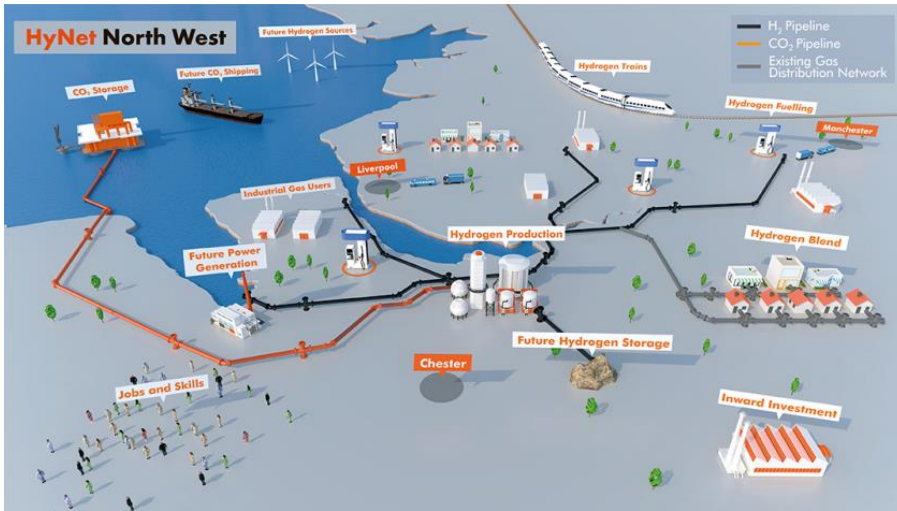 HyNet North West
Future Hydrogen Sources
H₂ Pipeline
CO₂ Pipeline
Existing Gas
Distribution Network
Future CO₂ Shipping
CO₂ Storage
Hydrogen Trains
Hydrogen Fuelling
Manchester
Liverpool
Industrial Gas Users
Hydrogen Production
Hydrogen Blend
Future Power
Generation
Future Hydrogen Storage
Chester
Jobs and Skills
Inward Investment